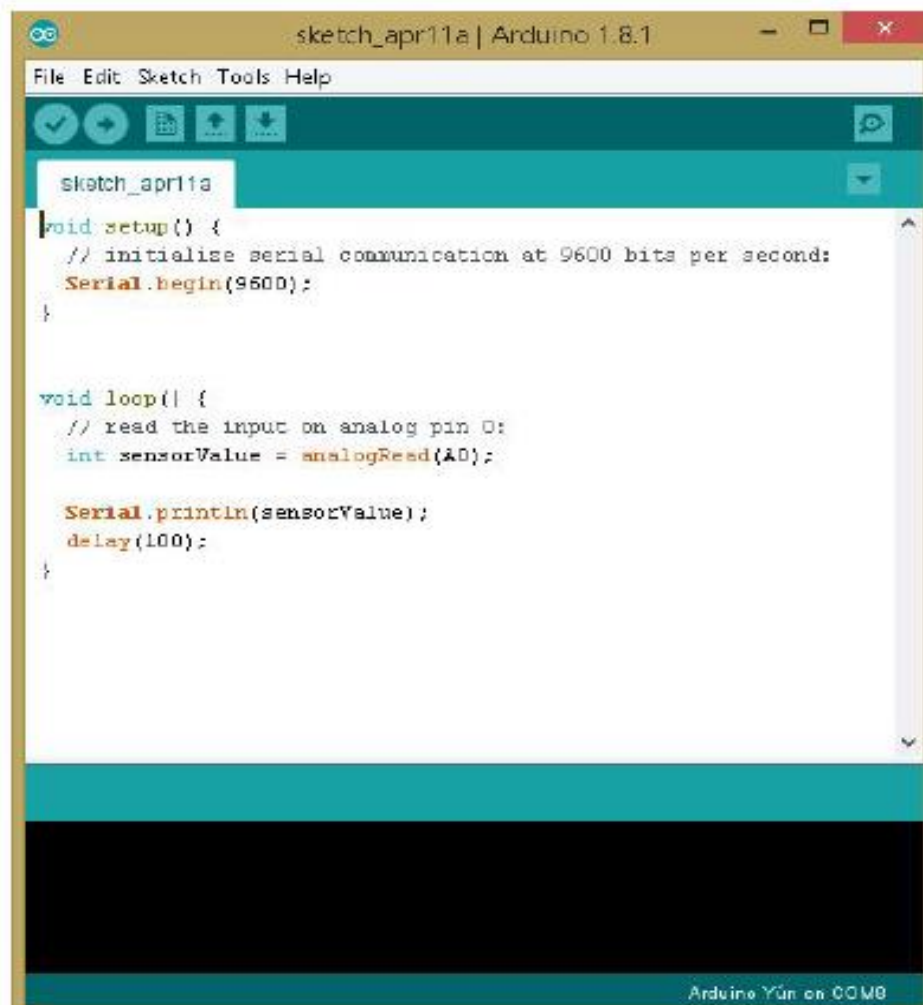 sketch_apr11a | Arduino 1.8.1
File Edit Sketch Tools Help
sketch_apr11a
void setup() {
  // initialize serial communication at 9600 bits per second:
  Serial.begin(9600);
}
void loop() {
  // read the input on analog pin 0:
  int sensorValue = analogRead(A0);
  Serial.println(sensorValue);
  delay(100);
}
Arduino Yún on COM8